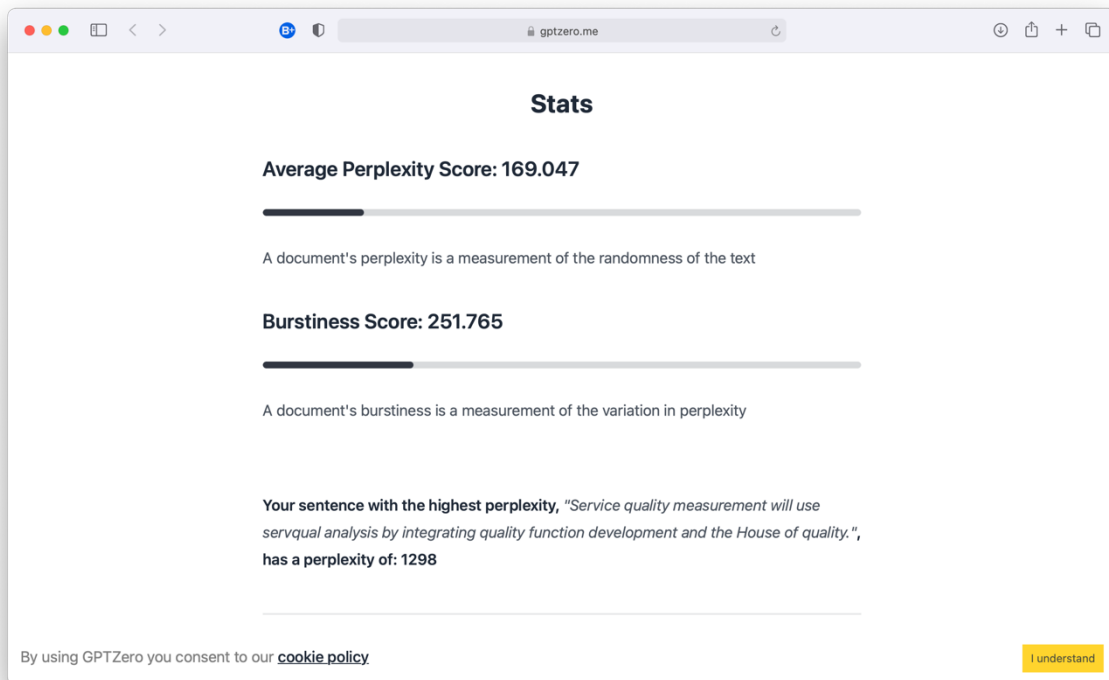 B+
gptzero.me
Stats
Average Perplexity Score: 169.047
A document's perplexity is a measurement of the randomness of the text
Burstiness Score: 251.765
A document's burstiness is a measurement of the variation in perplexity
Your sentence with the highest perplexity, "Service quality measurement will use
servqual analysis by integrating quality function development and the House of quality.",
has a perplexity of: 1298
By using GPTZero you consent to our cookie policy
I understand